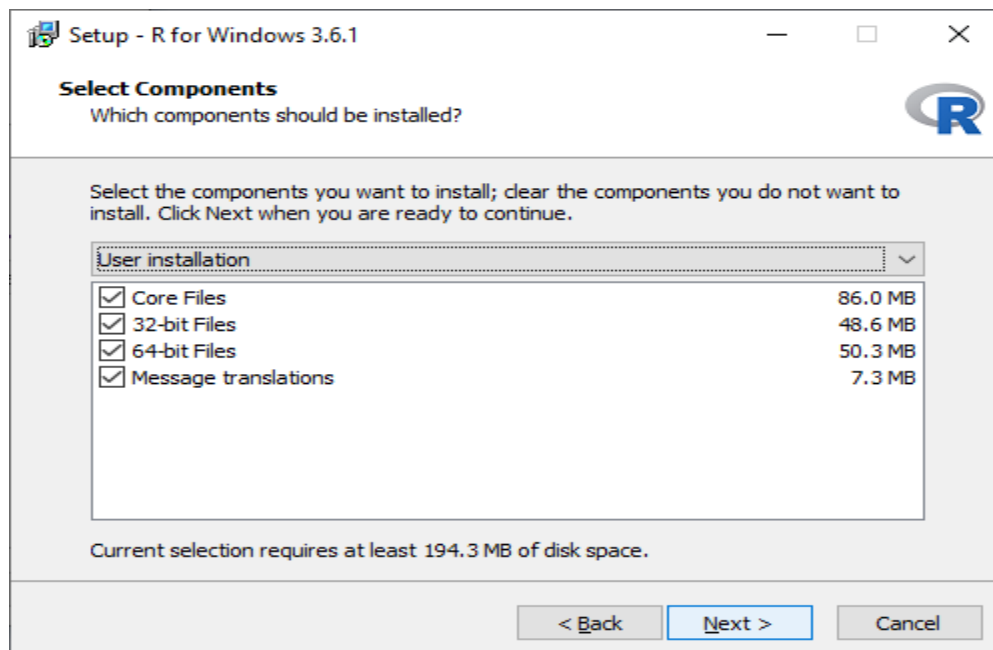 Setup - R for Windows 3.6.1
Select Components
Which components should be installed?
R
Select the components you want to install; clear the components you do not want to
install. Click Next when you are ready to continue.
User installation
Core Files 86.0 MB
32-bit Files 48.6 MB
64-bit Files 50.3 MB
Message translations 7.3 MB
Current selection requires at least 194.3 MB of disk space.
< Back Next > Cancel